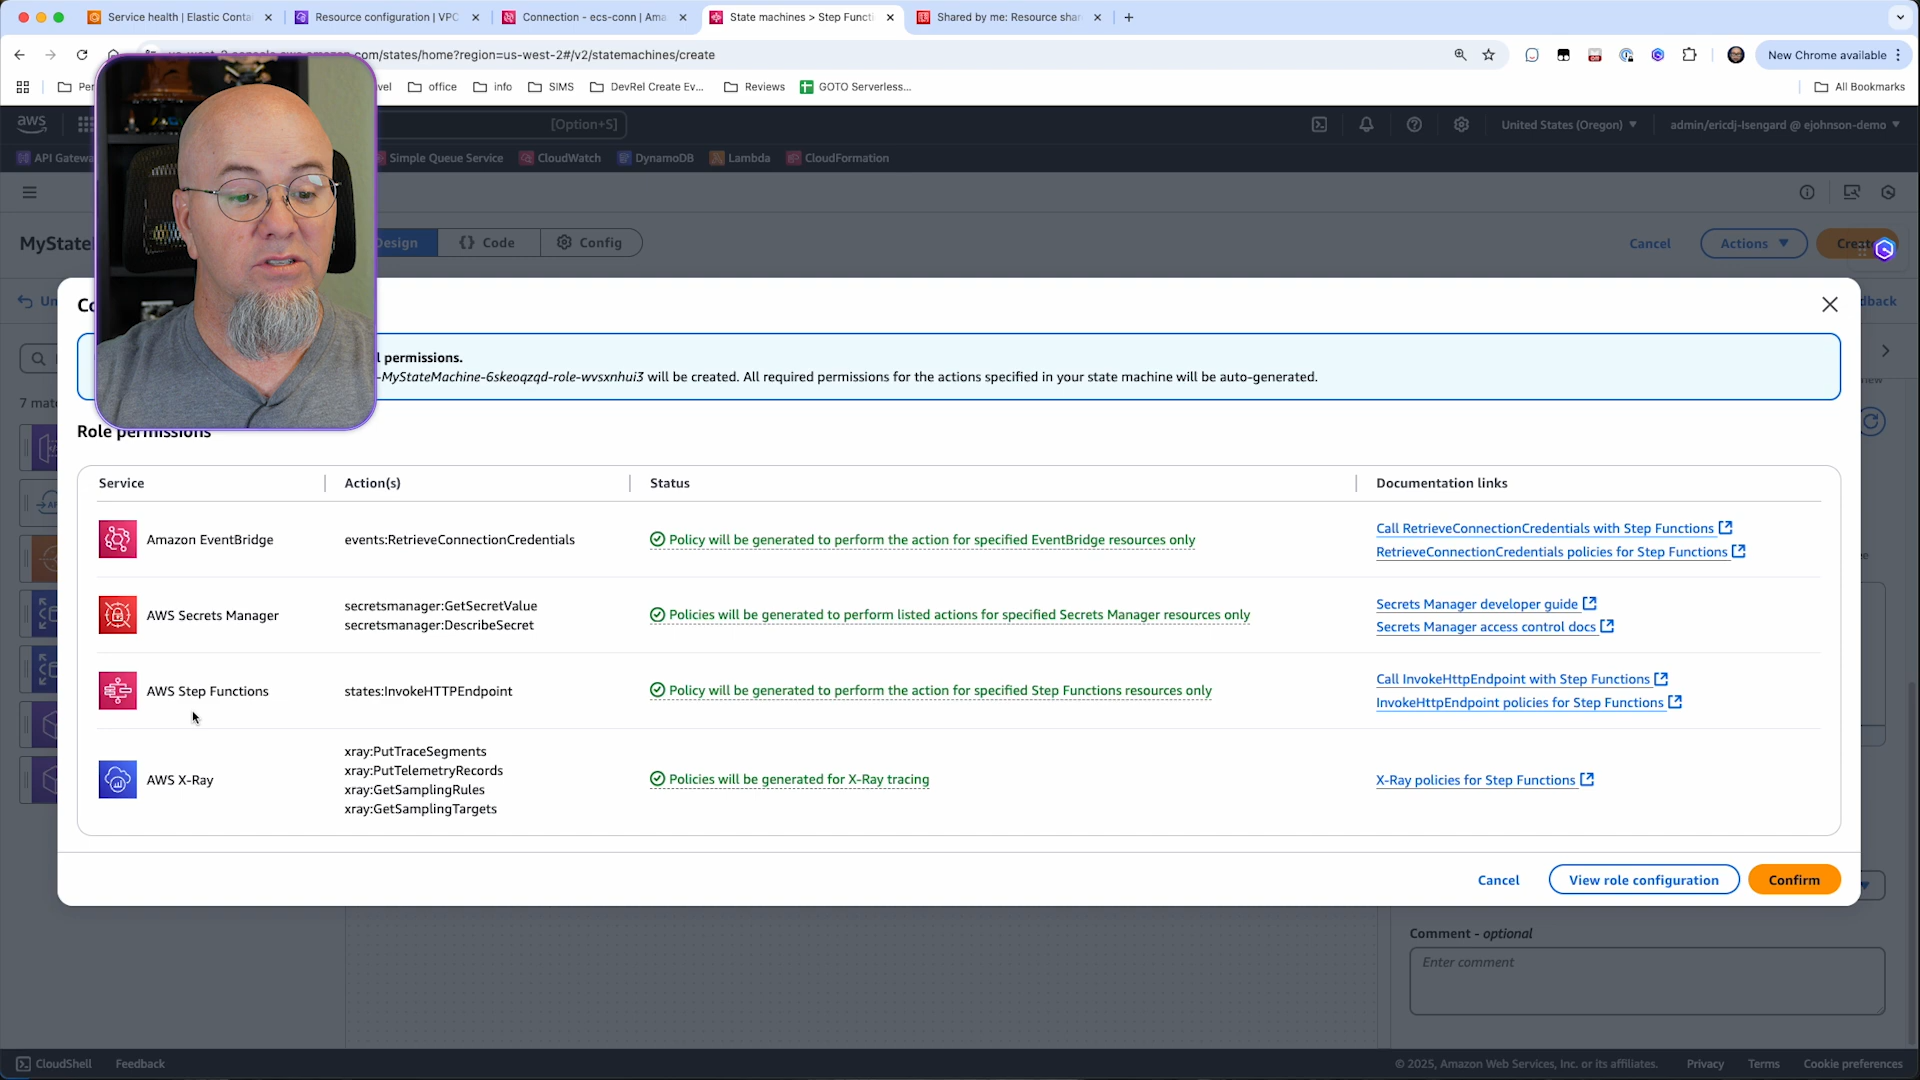 Service health | Elastic Conta
Resource configuration | VPC
Connection - ecs-conn | Ama
State machines > Step Functi
Shared by me: Resource shar
com/states/home?region=us-west-2#/v2/statemachines/create
New Chrome available
office
info
SIMS
DevRel Create Ev...
Reviews
GOTO Serverless...
All Bookmarks
aws
[Option+S]
United States (Oregon)
admin/ericdj-Isengard @ ejohnson-demo
API Gatewa
Simple Queue Service
CloudWatch
DynamoDB
Lambda
CloudFormation
MyState
Design
{} Code
Config
Cancel
Actions
Create
Un
dback
Co
l permissions.
-MyStateMachine-6skeoqzqd-role-wvsxnhui3 will be created. All required permissions for the actions specified in your state machine will be auto-generated.
7 mat
Role permissions
Service
Action(s)
Status
Documentation links
Amazon EventBridge
events:RetrieveConnectionCredentials
Policy will be generated to perform the action for specified EventBridge resources only
Call RetrieveConnectionCredentials with Step Functions
RetrieveConnectionCredentials policies for Step Functions
AWS Secrets Manager
secretsmanager:GetSecretValue
secretsmanager:DescribeSecret
Policies will be generated to perform listed actions for specified Secrets Manager resources only
Secrets Manager developer guide
Secrets Manager access control docs
AWS Step Functions
states:InvokeHTTPEndpoint
Policy will be generated to perform the action for specified Step Functions resources only
Call InvokeHttpEndpoint with Step Functions
InvokeHttpEndpoint policies for Step Functions
AWS X-Ray
xray:PutTraceSegments
xray:PutTelemetryRecords
xray:GetSamplingRules
xray:GetSamplingTargets
Policies will be generated for X-Ray tracing
X-Ray policies for Step Functions
Cancel
View role configuration
Confirm
Comment - optional
Enter comment
CloudShell
Feedback
© 2025, Amazon Web Services, Inc. or its affiliates.
Privacy
Terms
Cookie preferences